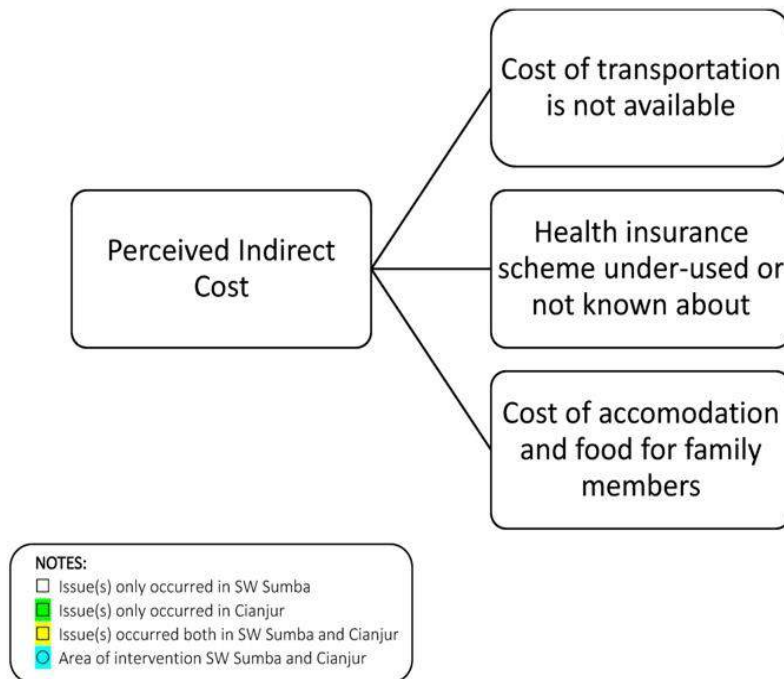 Cost of transportation
is not available
Perceived Indirect
Cost
Health insurance
scheme under-used or
not known about
Cost of accomodation
and food for family
members
NOTES:
Issue(s) only occurred in SW Sumba
Issue(s) only occurred in Cianjur
Issue(s) occurred both in SW Sumba and Cianjur
Area of intervention SW Sumba and Cianjur